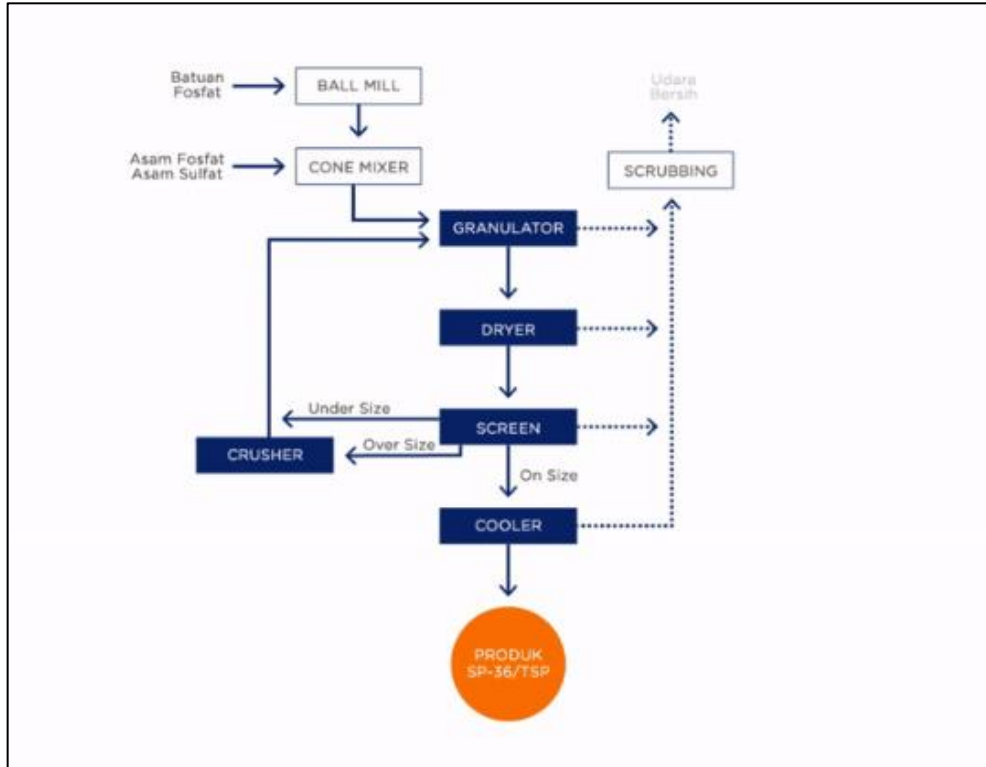 Batuan
Fosfat
BALL MILL
Udara
Bersih
Asam Fosfat
Asam Sulfat
CONE MIXER
SCRUBBING
GRANULATOR
DRYER
Under Size
SCREEN
Over Size
CRUSHER
On Size
COOLER
PRODUK
SP-36/TSP